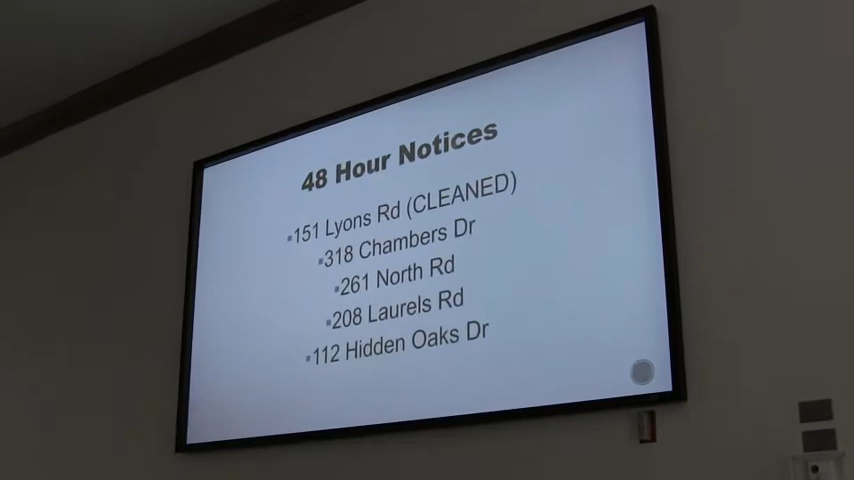 48 Hour Notices
▪151 Lyons Rd (CLEANED)
▪318 Chambers Dr
▪261 North Rd
▪208 Laurels Rd
▪112 Hidden Oaks Dr